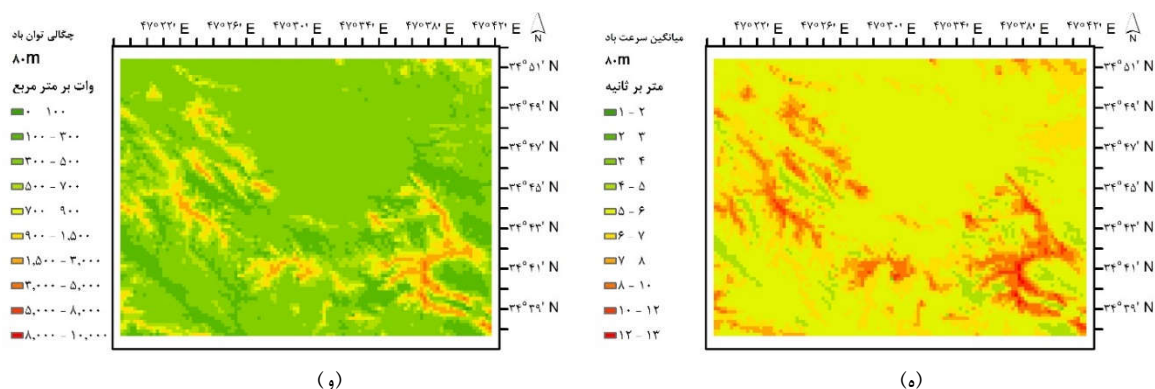 ۴۷°۲۲' E ۴۷°۲۶' E ۴۷°۳۰' E ۴۷°۳۴' E ۴۷°۳۸' E ۴۷°۴۲' E
N
میانگین سرعت باد
۸۰m
متر بر ثانیه
۱ - ۲
۲ ۳
۳ ۴
۴ - ۵
۵ - ۶
۶ - ۷
۷ ۸
۸ - ۱۰
۱۰ - ۱۲
۱۲ - ۱۳
۳۴°۵۱' N
۳۴°۴۹' N
۳۴°۴۷' N
۳۴°۴۵' N
۳۴°۴۳' N
۳۴°۴۱' N
۳۴°۳۹' N
(ه)
۴۷°۲۲' E ۴۷°۲۶' E ۴۷°۳۰' E ۴۷°۳۴' E ۴۷°۳۸' E ۴۷°۴۲' E
N
چگالی توان باد
۸۰m
وات بر متر مربع
۰ ۱۰۰
۱۰۰ - ۳۰۰
۳۰۰ - ۵۰۰
۵۰۰ - ۷۰۰
۷۰۰ ۹۰۰
۹۰۰ - ۱,۵۰۰
۱,۵۰۰ - ۳,۰۰۰
۳,۰۰۰ - ۵,۰۰۰
۵,۰۰۰ - ۸,۰۰۰
۸,۰۰۰ - ۱۰,۰۰۰
۳۴°۵۱' N
۳۴°۴۹' N
۳۴°۴۷' N
۳۴°۴۵' N
۳۴°۴۳' N
۳۴°۴۱' N
۳۴°۳۹' N
(و)